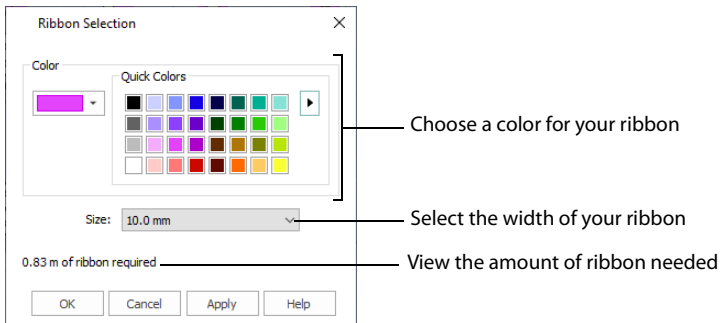 Ribbon Selection
Color
Quick Colors
Choose a color for your ribbon
Size: 10.0 mm
Select the width of your ribbon
0.83 m of ribbon required
View the amount of ribbon needed
OK Cancel Apply Help